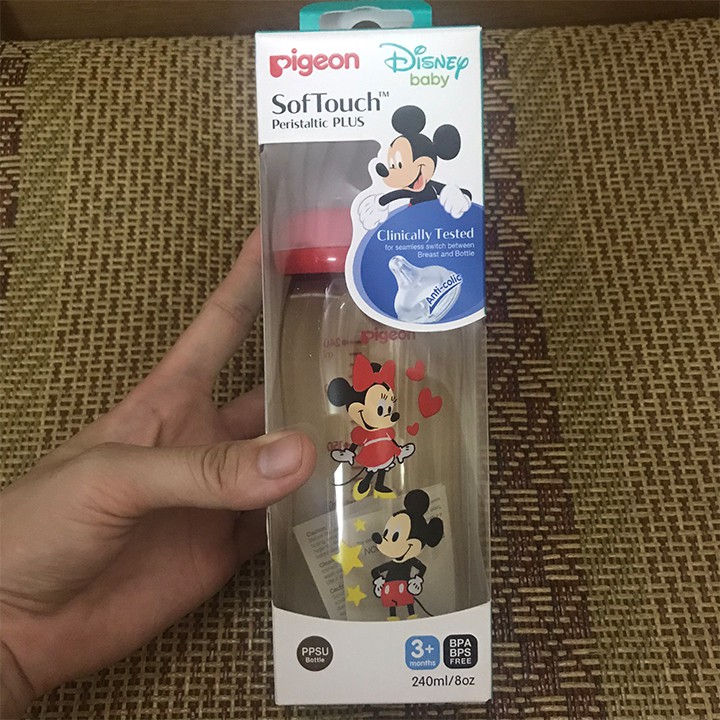 pigeon
Disney
baby
SofTouch™
Peristaltic PLUS
Clinically Tested
for seamless switch between
Breast and Bottle
Anti-colic
pigeon
240
PPSU
Bottle
3+
months
BPA
BPS
FREE
240ml/8oz